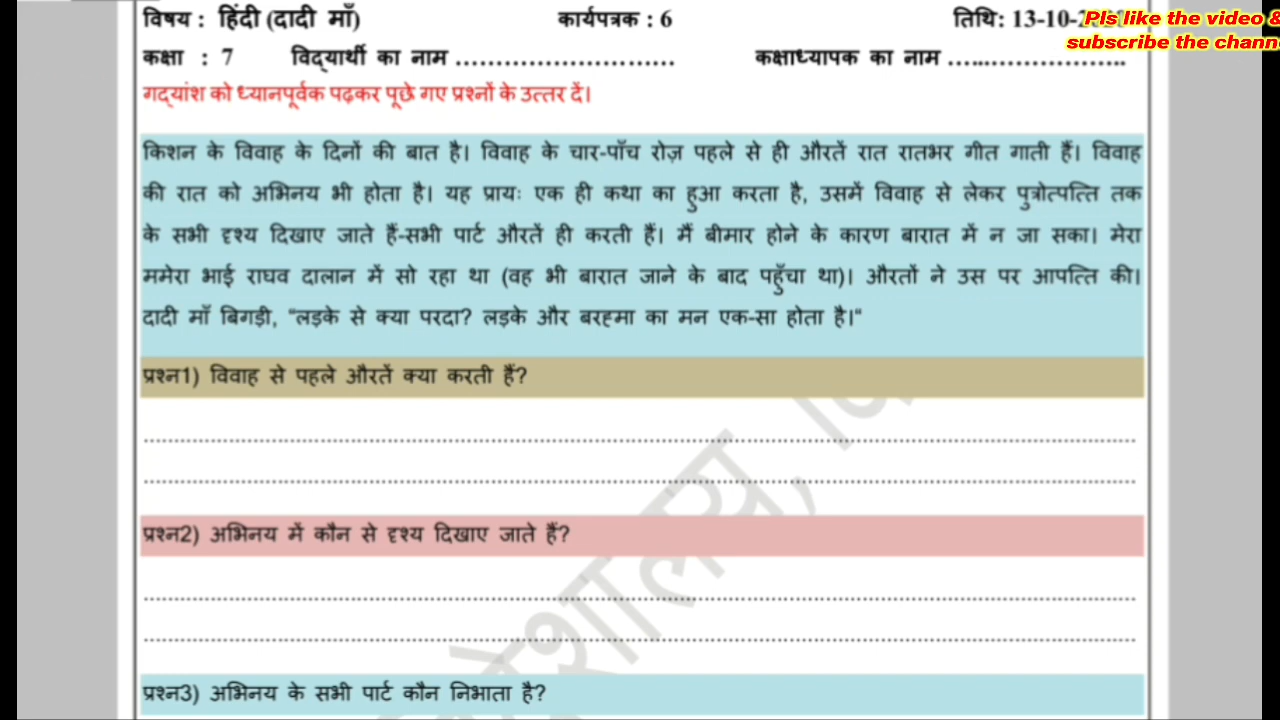 विषय : हिंदी (दादी माँ) कार्यपत्रक : 6 तिथि: 13-10-2
Pls like the video &
subscribe the chann
कक्षा : 7 विद्यार्थी का नाम ........................... कक्षाध्यापक का नाम ......................
गद्यांश को ध्यानपूर्वक पढ़कर पूछे गए प्रश्नों के उत्तर दें।
किशन के विवाह के दिनों की बात है। विवाह के चार-पाँच रोज़ पहले से ही औरतें रात रातभर गीत गाती हैं। विवाह
की रात को अभिनय भी होता है। यह प्रायः एक ही कथा का हुआ करता है, उसमें विवाह से लेकर पुत्रोत्पत्ति तक
के सभी दृश्य दिखाए जाते हैं-सभी पार्ट औरतें ही करती हैं। मैं बीमार होने के कारण बारात में न जा सका। मेरा
ममेरा भाई राघव दालान में सो रहा था (वह भी बारात जाने के बाद पहुँचा था)। औरतों ने उस पर आपत्ति की।
दादी माँ बिगड़ी, "लड़के से क्या परदा? लड़के और बरह्मा का मन एक-सा होता है।"
प्रश्न1) विवाह से पहले औरतें क्या करती हैं?
प्रश्न2) अभिनय में कौन से दृश्य दिखाए जाते हैं?
प्रश्न3) अभिनय के सभी पार्ट कौन निभाता है?